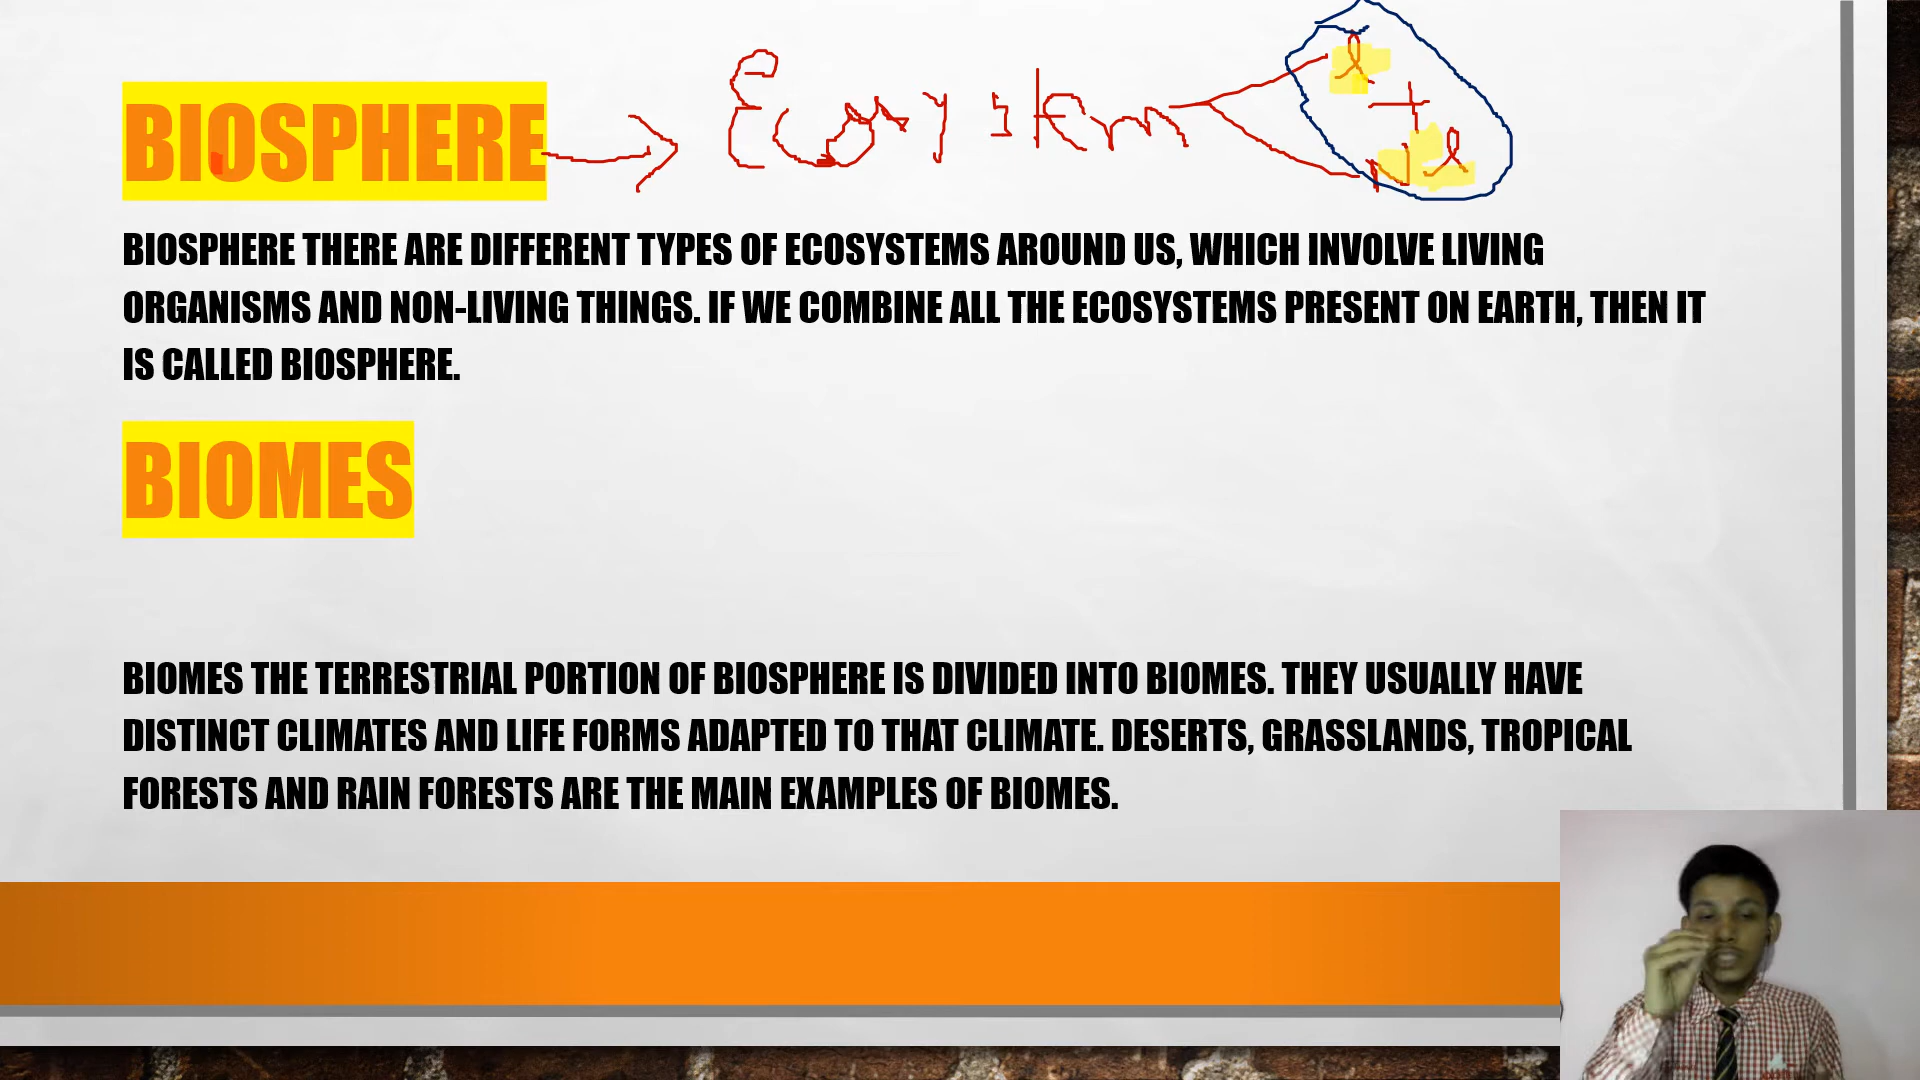 BIOSPHERE → Ecosystem l + Nl
BIOSPHERE THERE ARE DIFFERENT TYPES OF ECOSYSTEMS AROUND US, WHICH INVOLVE LIVING
ORGANISMS AND NON-LIVING THINGS. IF WE COMBINE ALL THE ECOSYSTEMS PRESENT ON EARTH, THEN IT
IS CALLED BIOSPHERE.
BIOMES
BIOMES THE TERRESTRIAL PORTION OF BIOSPHERE IS DIVIDED INTO BIOMES. THEY USUALLY HAVE
DISTINCT CLIMATES AND LIFE FORMS ADAPTED TO THAT CLIMATE. DESERTS, GRASSLANDS, TROPICAL
FORESTS AND RAIN FORESTS ARE THE MAIN EXAMPLES OF BIOMES.